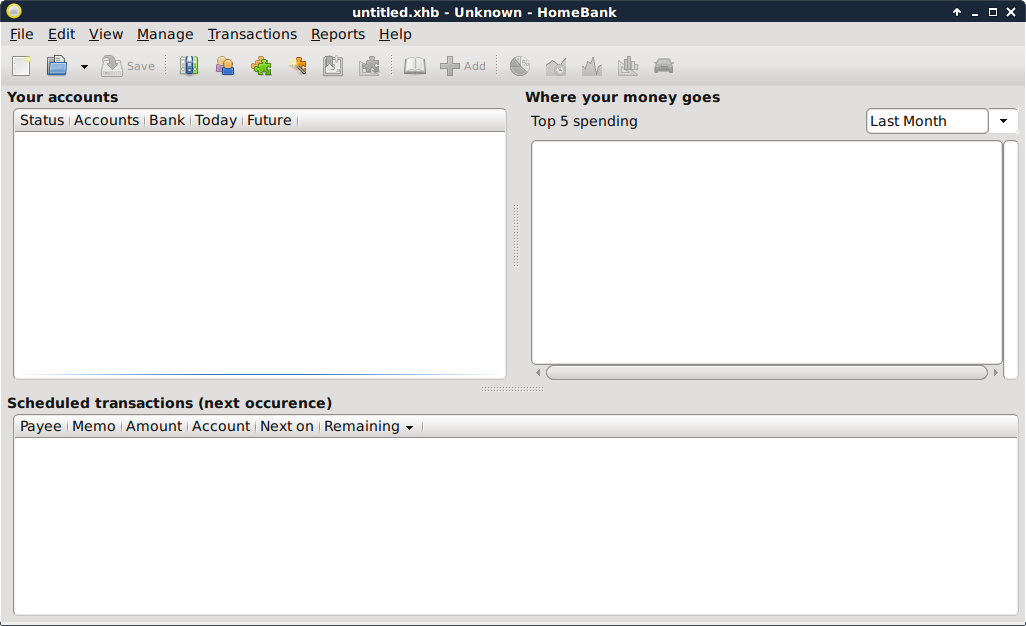 untitled.xhb - Unknown - HomeBank
File Edit View Manage Transactions Reports Help
Save Add
Your accounts
Status Accounts Bank Today Future
Where your money goes
Top 5 spending Last Month
Scheduled transactions (next occurence)
Payee Memo Amount Account Next on Remaining